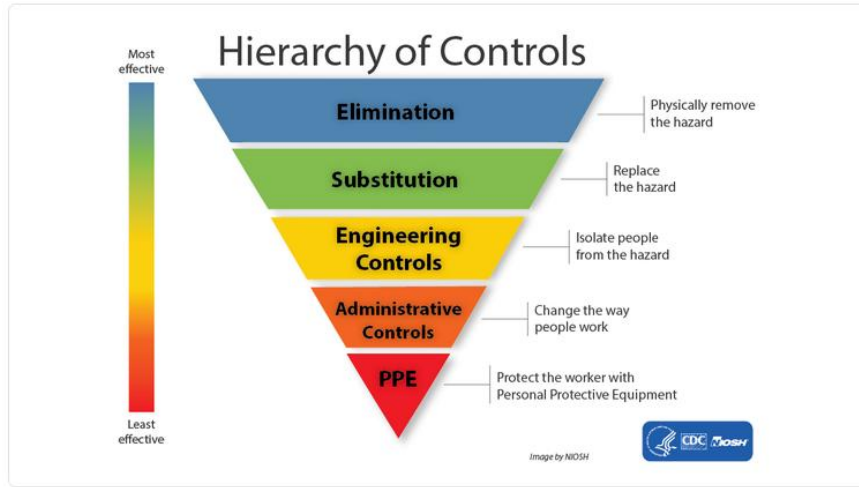 Hierarchy of Controls
Most
effective
Elimination
Physically remove
the hazard
Substitution
Replace
the hazard
Engineering
Controls
Isolate people
from the hazard
Administrative
Controls
Change the way
people work
PPE
Protect the worker with
Personal Protective Equipment
Least
effective
CDC NIOSH
Image by NIOSH